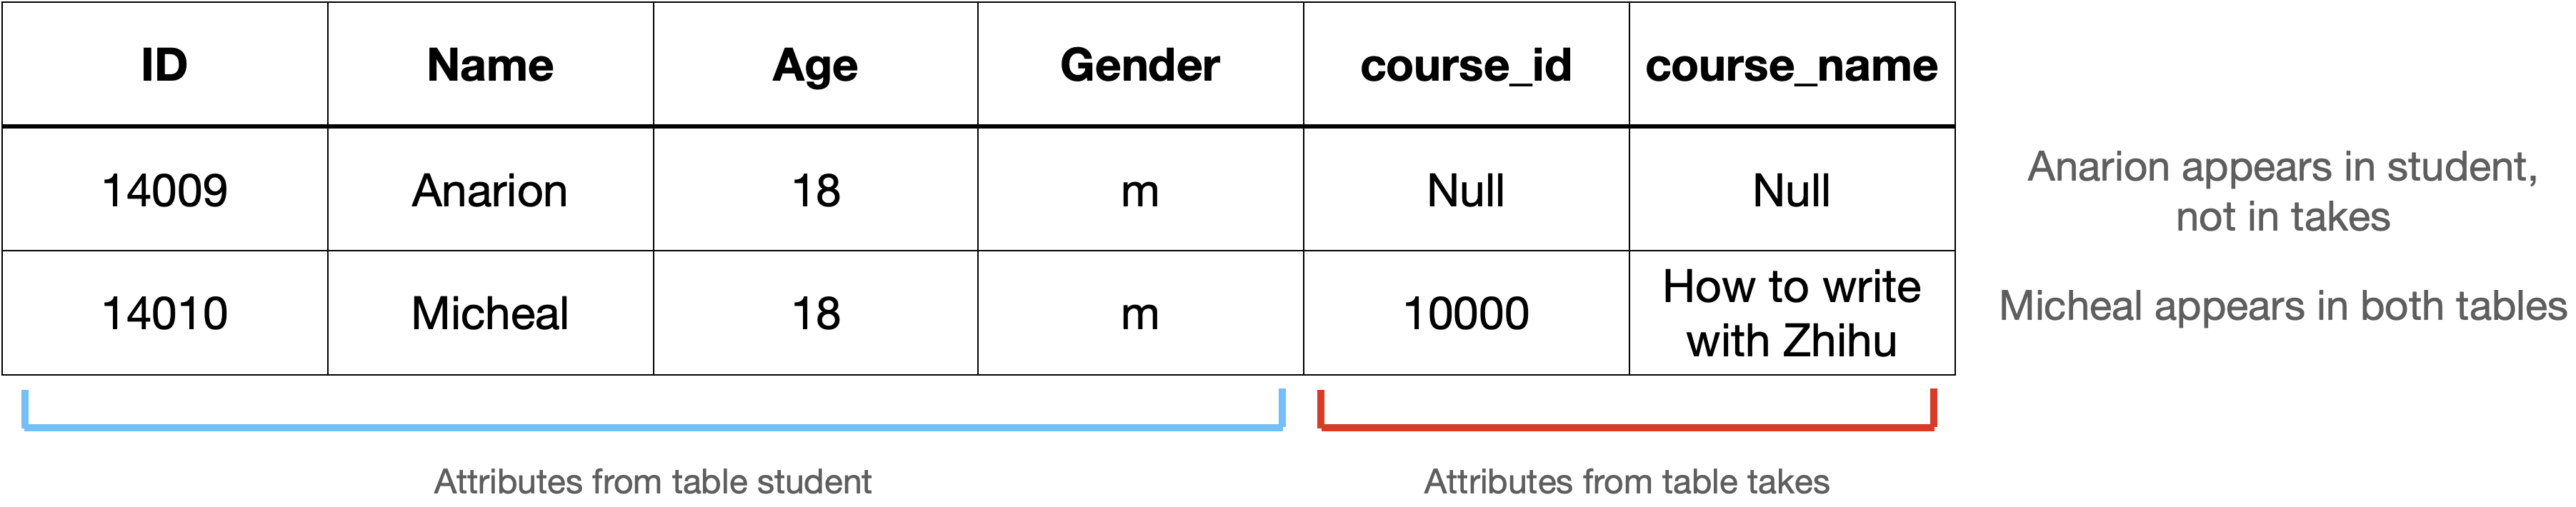 ID Name Age Gender course_id course_name
14009 Anarion 18 m Null Null
Anarion appears in student,
not in takes
14010 Micheal 18 m 10000 How to write
with Zhihu
Micheal appears in both tables
Attributes from table student
Attributes from table takes